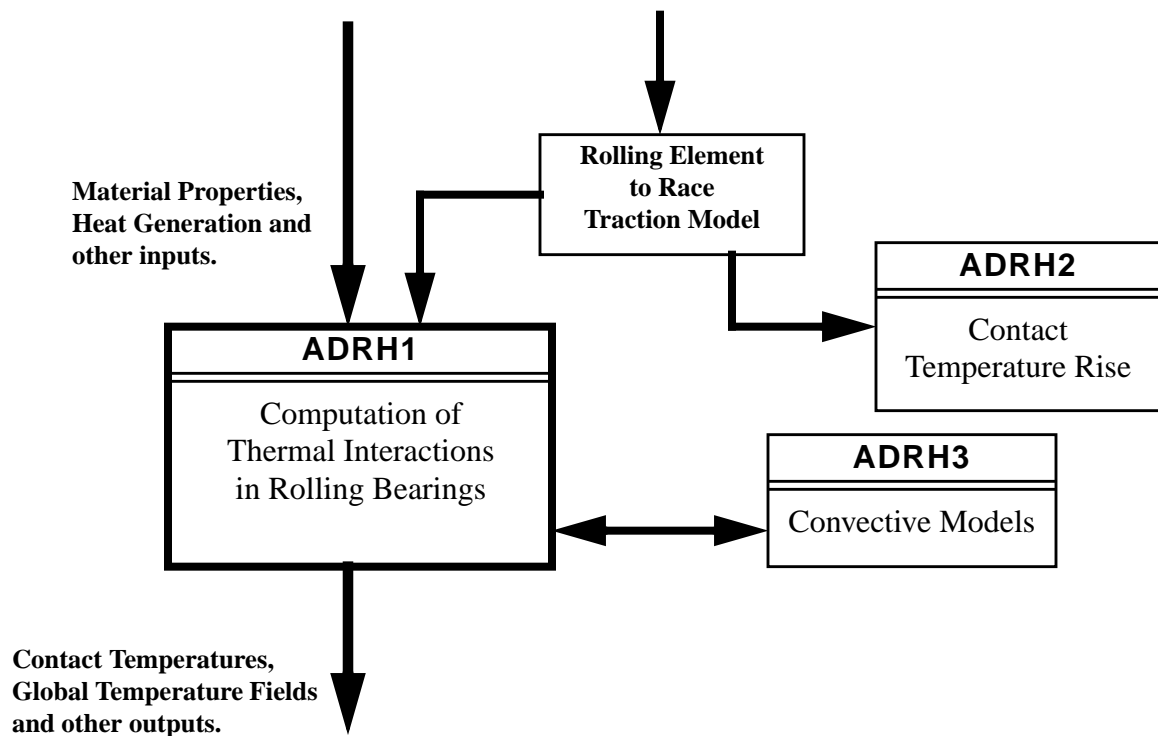 Rolling Element
to Race
Traction Model
Material Properties,
Heat Generation and
other inputs.
ADRH2
Contact
Temperature Rise
ADRH1
Computation of
Thermal Interactions
in Rolling Bearings
ADRH3
Convective Models
Contact Temperatures,
Global Temperature Fields
and other outputs.